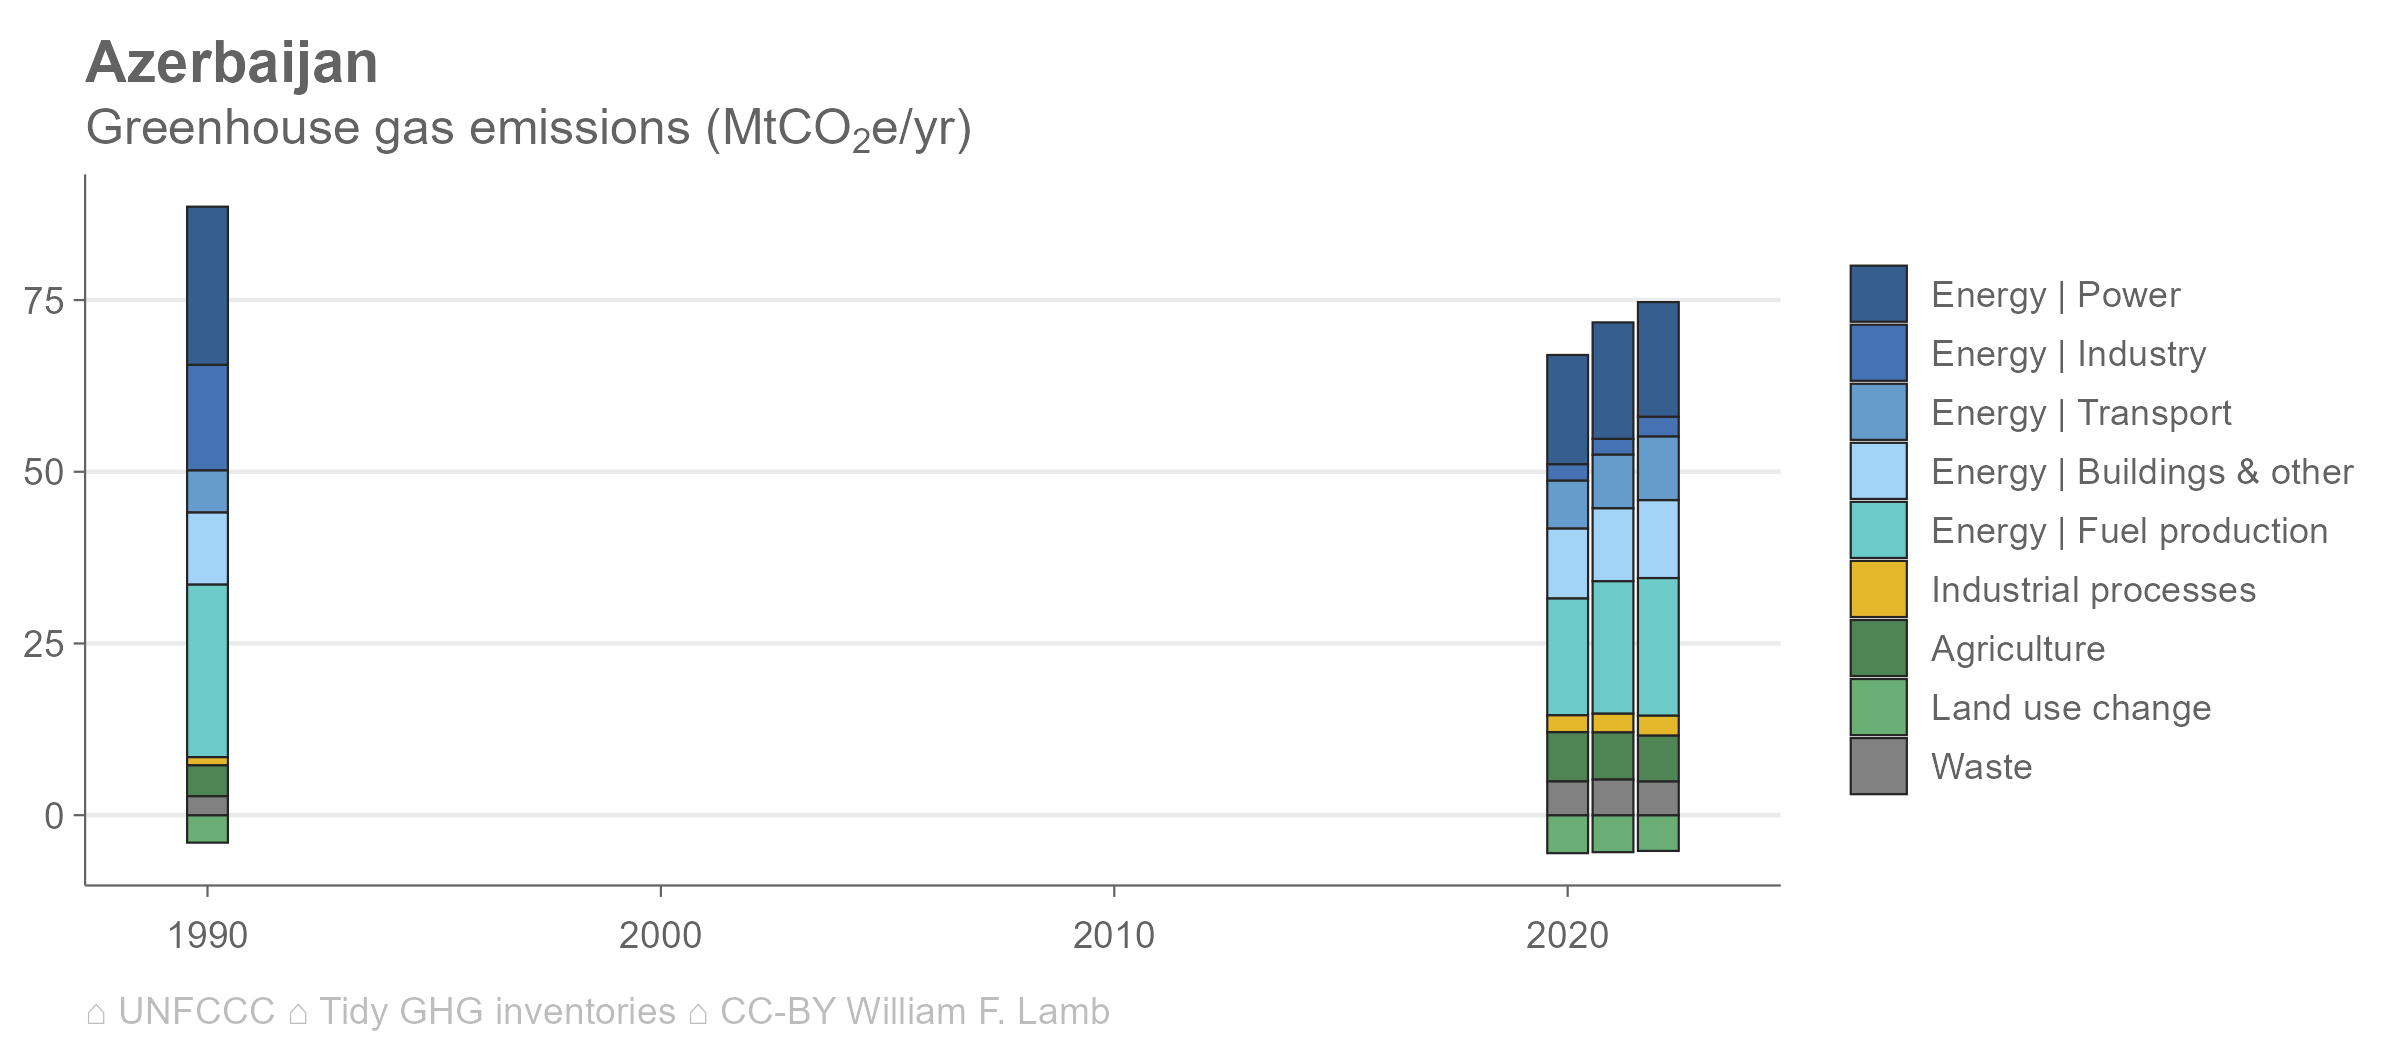 Azerbaijan
Greenhouse gas emissions (MtCO₂e/yr)
75
50
25
0
1990 2000 2010 2020
Energy | Power
Energy | Industry
Energy | Transport
Energy | Buildings & other
Energy | Fuel production
Industrial processes
Agriculture
Land use change
Waste
⌂ UNFCCC ⌂ Tidy GHG inventories ⌂ CC-BY William F. Lamb